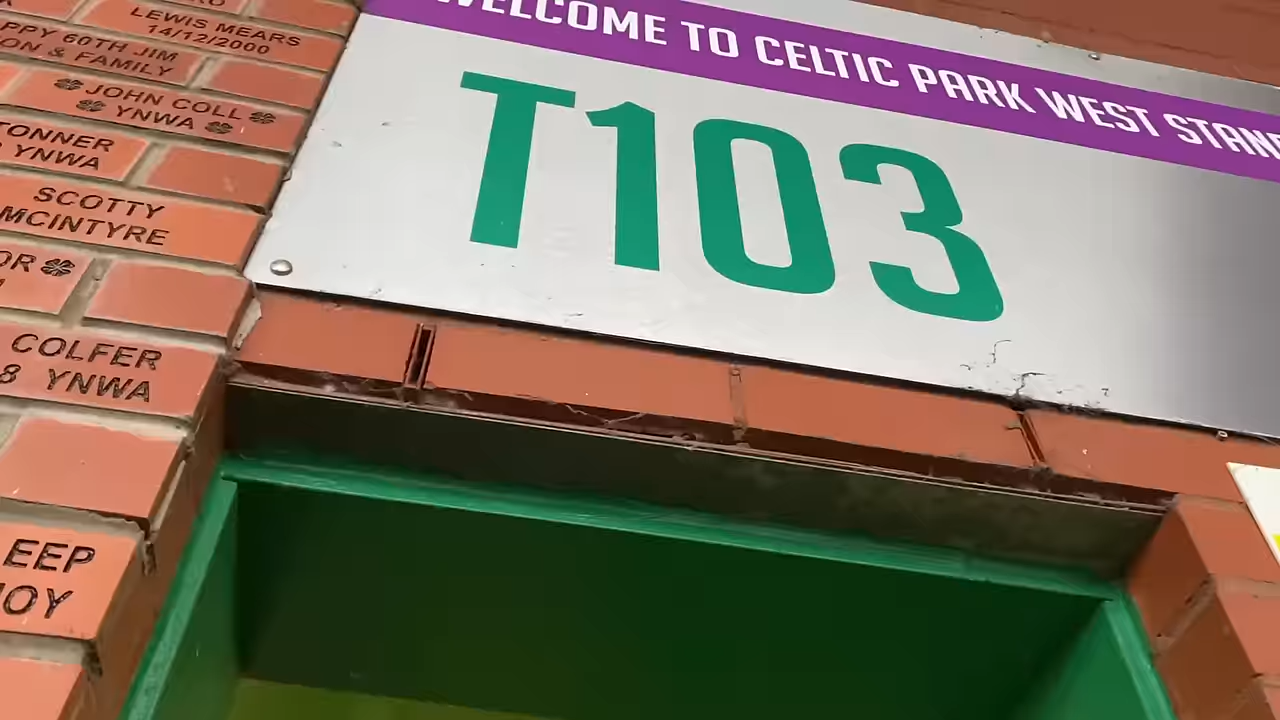 WELCOME TO CELTIC PARK WEST STAND
T103
LEWIS MEARS
14/12/2000
PPY 60TH JIM
ON & FAMILY
JOHN COLL
YNWA
TONNER
YNWA
SCOTTY
MCINTYRE
OR
COLFER
8 YNWA
EEP
OY